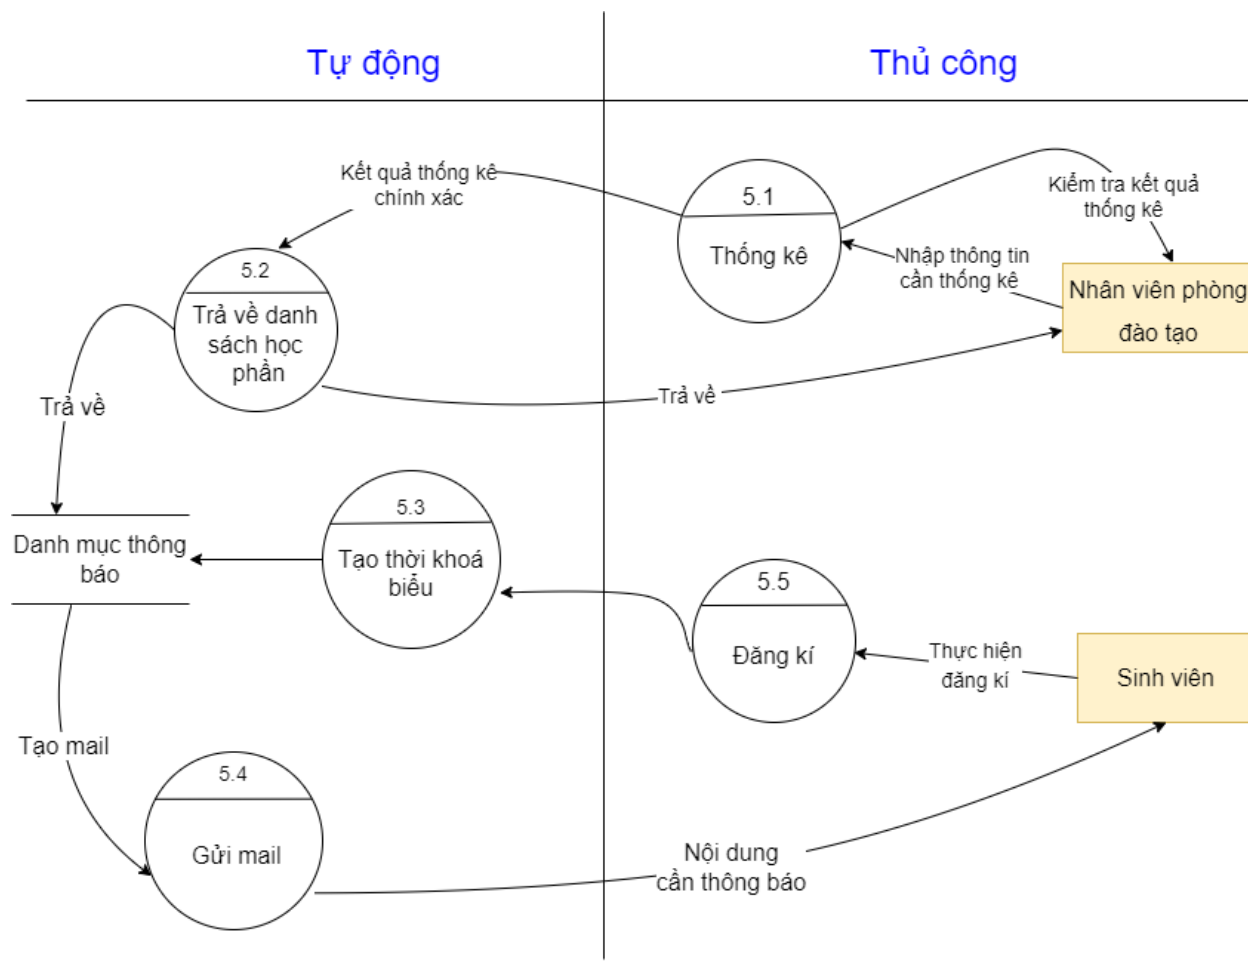 Tự động
Thủ công
Kết quả thống kê
chính xác
5.1
Thống kê
Kiểm tra kết quả
thống kê
Nhập thông tin
cần thống kê
Nhân viên phòng
đào tạo
5.2
Trả về danh
sách học
phần
Trả về
Trả về
Danh mục thông
báo
5.3
Tạo thời khoá
biểu
5.5
Đăng kí
Thực hiện
đăng kí
Sinh viên
Tạo mail
5.4
Gửi mail
Nội dung
cần thông báo